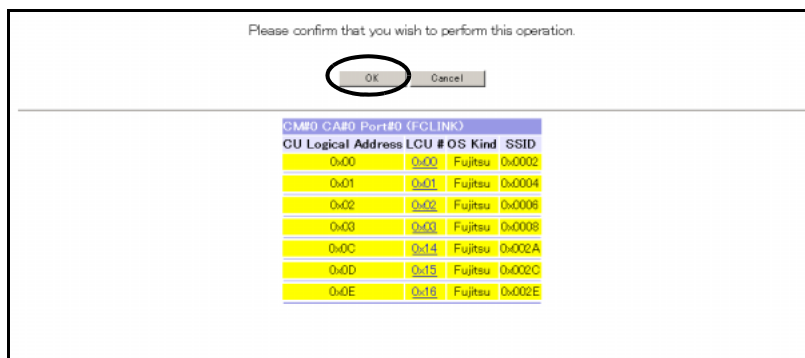 Please confirm that you wish to perform this operation.
OK Cancel
CM#0 CA#0 Port#0 (FCLINK)
CU Logical Address LCU # OS Kind SSID
0x00 0x00 Fujitsu 0x0002
0x01 0x01 Fujitsu 0x0004
0x02 0x02 Fujitsu 0x0006
0x03 0x03 Fujitsu 0x0008
0x0C 0x14 Fujitsu 0x002A
0x0D 0x15 Fujitsu 0x002C
0x0E 0x16 Fujitsu 0x002E